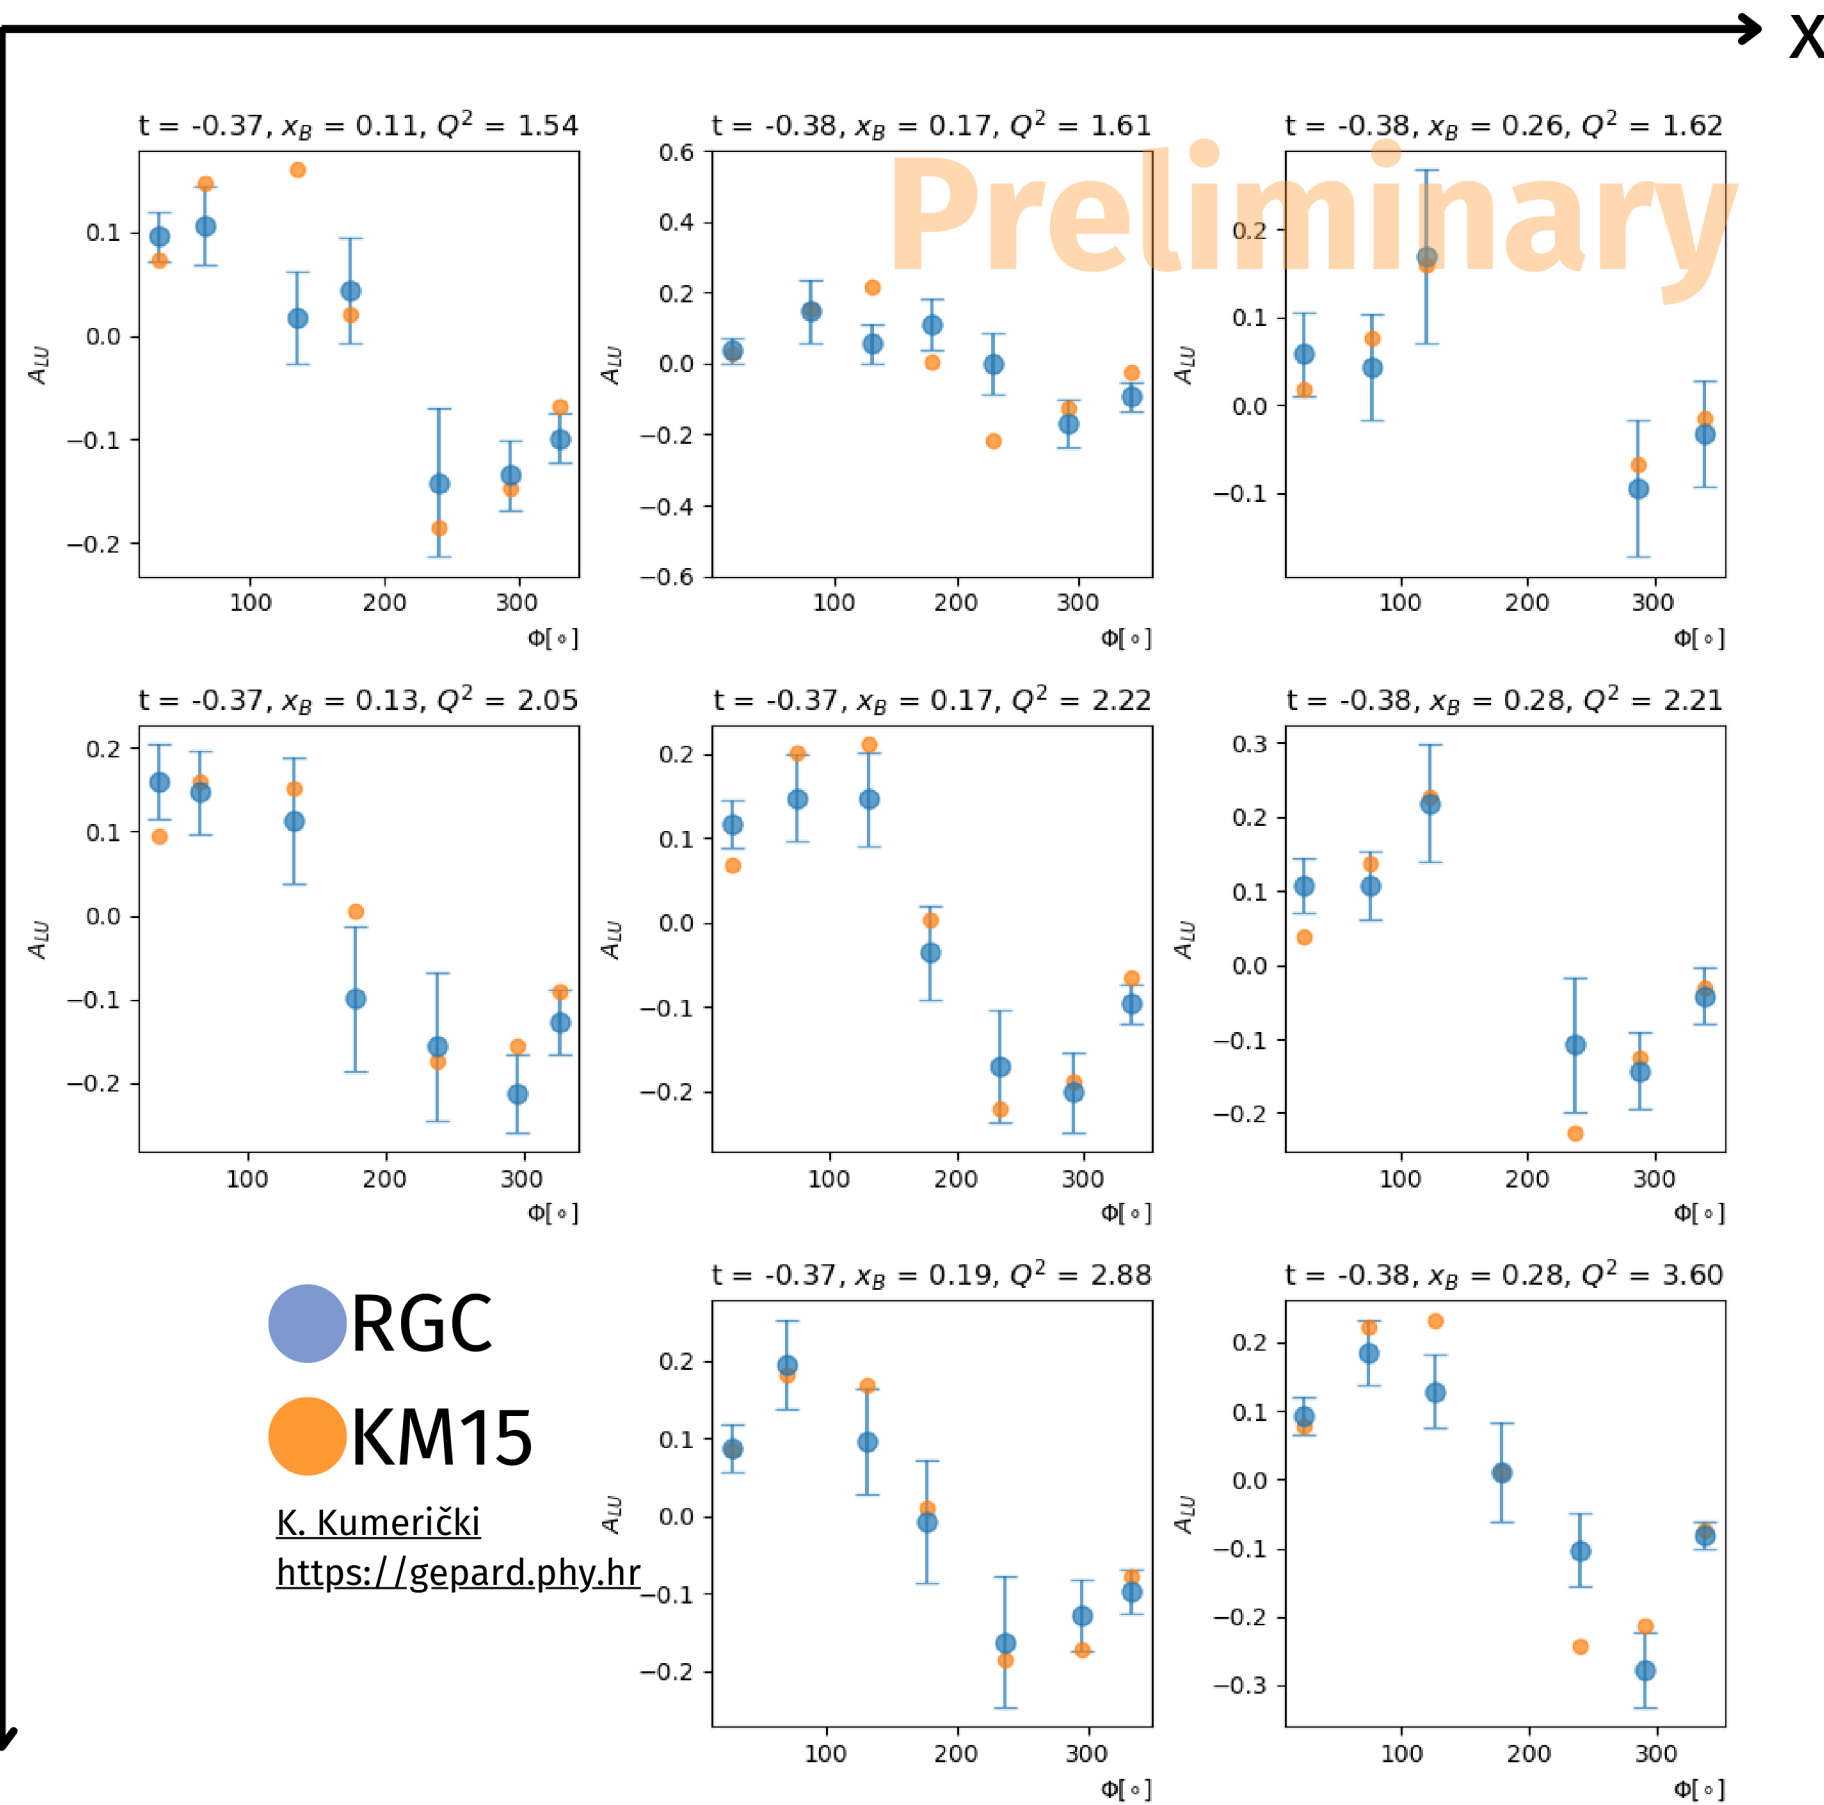 X
t = -0.37, x_B = 0.11, Q² = 1.54
t = -0.38, x_B = 0.17, Q² = 1.61
t = -0.38, x_B = 0.26, Q² = 1.62
Preliminary
A_LU
0.1
0.0
−0.1
−0.2
100 200 300
Φ[∘]
A_LU
0.6
0.4
0.2
0.0
−0.2
−0.4
−0.6
100 200 300
Φ[∘]
A_LU
0.2
0.1
0.0
−0.1
100 200 300
Φ[∘]
t = -0.37, x_B = 0.13, Q² = 2.05
t = -0.37, x_B = 0.17, Q² = 2.22
t = -0.38, x_B = 0.28, Q² = 2.21
A_LU
0.2
0.1
0.0
−0.1
−0.2
100 200 300
Φ[∘]
A_LU
0.2
0.1
0.0
−0.1
−0.2
100 200 300
Φ[∘]
A_LU
0.3
0.2
0.1
0.0
−0.1
−0.2
100 200 300
Φ[∘]
RGC
KM15
K. Kumerički
https://gepard.phy.hr
t = -0.37, x_B = 0.19, Q² = 2.88
t = -0.38, x_B = 0.28, Q² = 3.60
A_LU
0.2
0.1
0.0
−0.1
−0.2
100 200 300
Φ[∘]
A_LU
0.2
0.1
0.0
−0.1
−0.2
−0.3
100 200 300
Φ[∘]